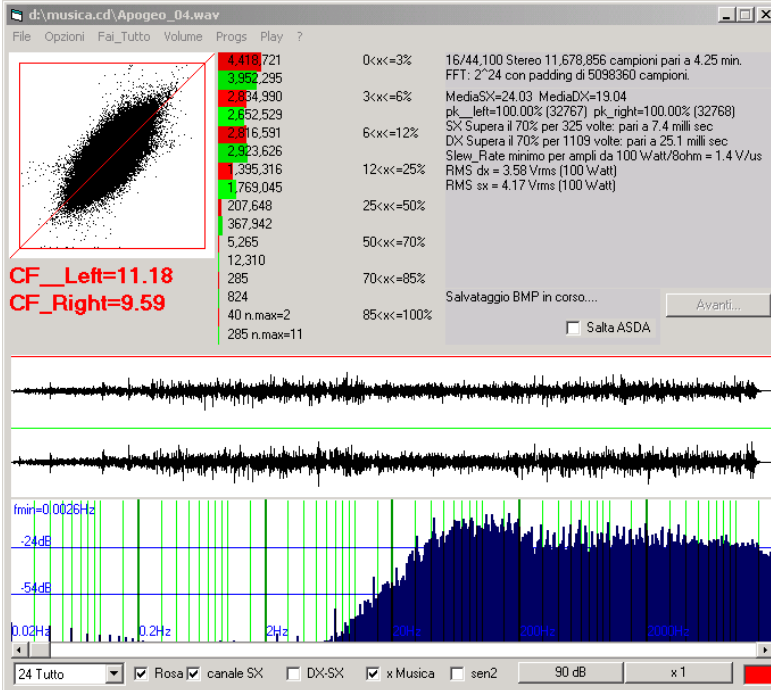 d:\musica.cd\Apogeo_04.wav
File Opzioni Fai_Tutto Volume Progs Play ?
4,418,721 0<x<=3%
3,952,295
2,834,990 3<x<=6%
2,652,529
2,816,591 6<x<=12%
2,923,626
1,395,316 12<x<=25%
1,769,045
207,648 25<x<=50%
367,942
5,265 50<x<=70%
12,310
285 70<x<=85%
824
40 n.max=2 85<x<=100%
285 n.max=11
16/44,100 Stereo 11,678,856 campioni pari a 4.25 min.
FFT: 2^24 con padding di 5098360 campioni.
MediaSX=24.03 MediaDX=19.04
pk__left=100.00% (32767) pk_right=100.00% (32768)
SX Supera il 70% per 325 volte: pari a 7.4 milli sec
DX Supera il 70% per 1109 volte: pari a 25.1 milli sec
Slew_Rate minimo per ampli da 100 Watt/8ohm = 1.4 V/us
RMS dx = 3.58 Vrms (100 Watt)
RMS sx = 4.17 Vrms (100 Watt)
CF__Left=11.18
CF_Right=9.59
Salvataggio BMP in corso....
Avanti...
Salta ASDA
fmin=0.0026Hz
-24dB
-54dB
0.02Hz 0.2Hz 2Hz 20Hz 200Hz 2000Hz
24 Tutto Rosa canale SX DX-SX x Musica sen2 90 dB x 1